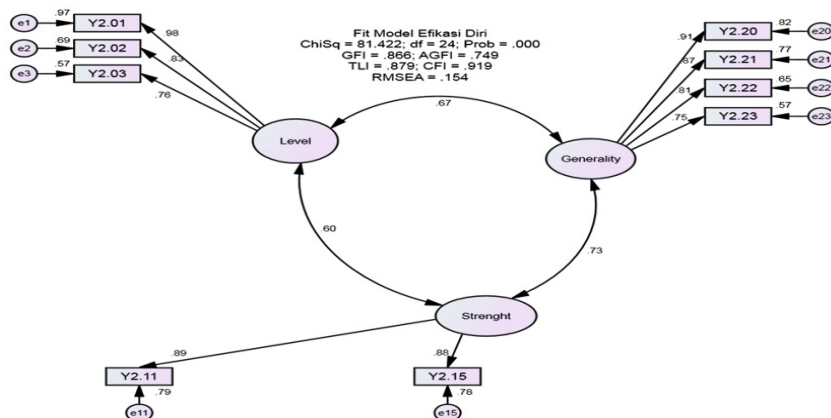 Fit Model Efikasi Diri
ChiSq = 81.422; df = 24; Prob = .000
GFI = .866; AGFI = .749
TLI = .879; CFI = .919
RMSEA = .154
e1
.97
Y2.01
.98
e2
.69
Y2.02
.83
e3
.57
Y2.03
.76
.91
Y2.20
.82
e20
.87
Y2.21
.77
e21
.81
Y2.22
.65
e22
.75
Y2.23
.57
e23
.67
Level
Generality
.60
.73
Strenght
.89
.88
Y2.11
.79
e11
Y2.15
.78
e15